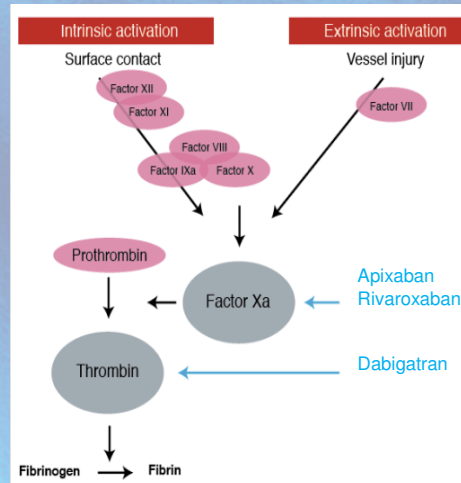 Intrinsic activation
Extrinsic activation
Surface contact
Vessel injury
Factor XII
Factor XI
Factor VII
Factor VIII
Factor IXa
Factor X
Prothrombin
Factor Xa
Apixaban
Rivaroxaban
Thrombin
Dabigatran
Fibrinogen
Fibrin